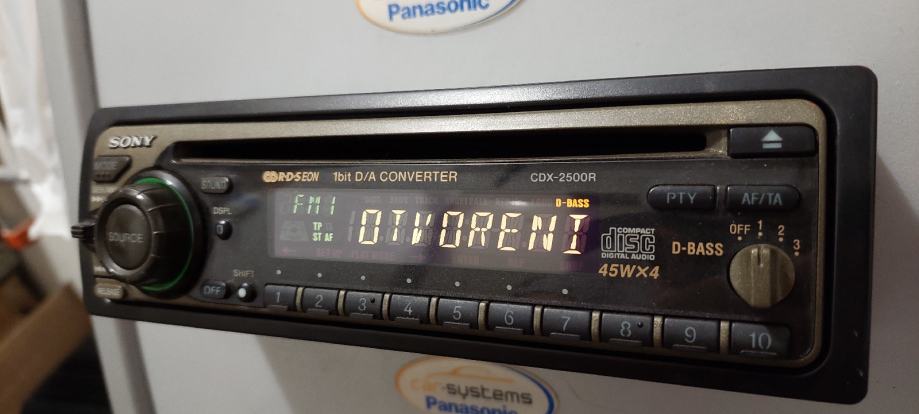 Panasonic
SONY
RDS EON 1bit D/A CONVERTER CDX-2500R
SOUND
DSPL
SOURCE
SHIFT
OFF
FM1
TP
ST AF
D-BASS
OTVORENI
COMPACT
disc
DIGITAL AUDIO
45W×4
PTY AF/TA
D-BASS
OFF 1 2 3
1 2 3 4 5 6 7 8 9 10
car-systems
Panasonic